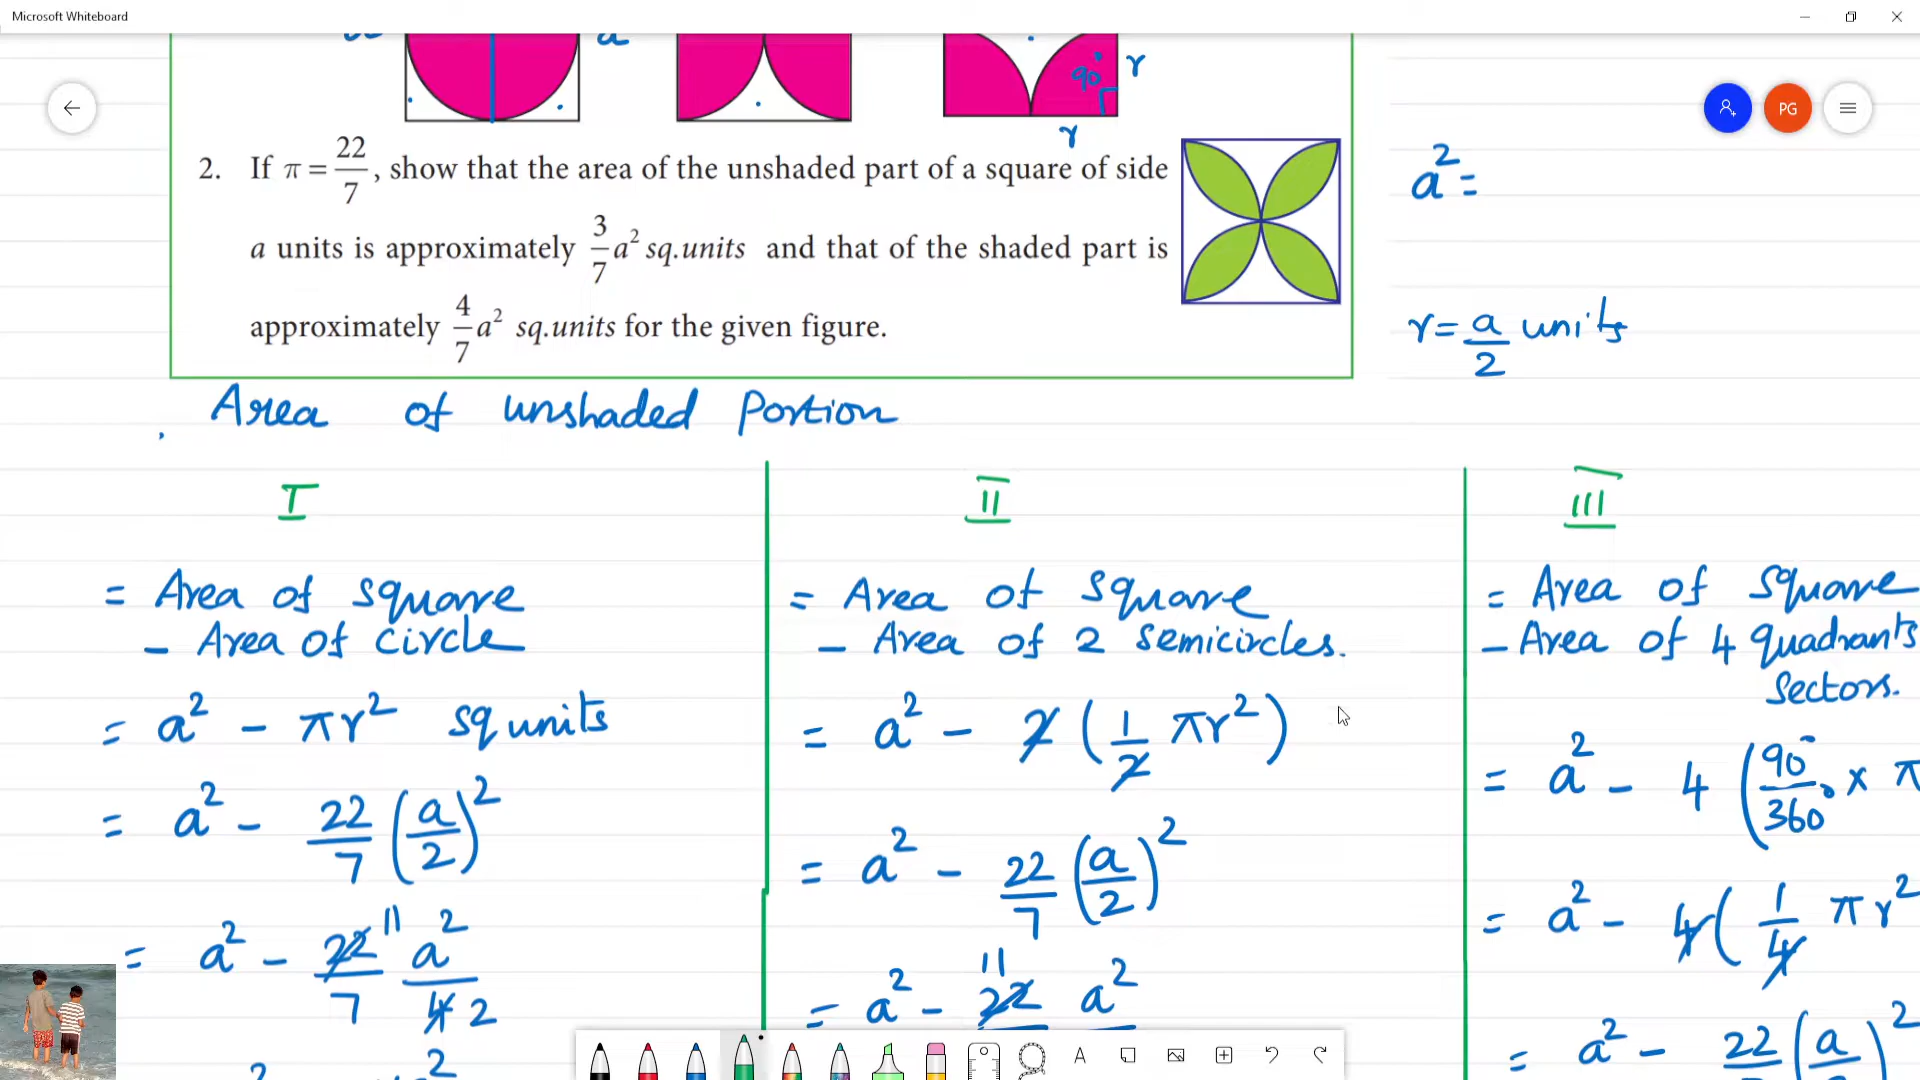 Microsoft Whiteboard
a
90°
r
r
PG
2. If π = 22/7, show that the area of the unshaded part of a square of side
a units is approximately 3/7 a² sq.units and that of the shaded part is
approximately 4/7 a² sq.units for the given figure.
a² =
r = a/2 units
Area of unshaded Portion
I
= Area of square
- Area of circle
= a² - πr² sq units
= a² - 22/7 (a/2)²
= a² - 22 11/7 a²/4 2
II
= Area of square
- Area of 2 semicircles.
= a² - 2 (1/2 πr²)
= a² - 22/7 (a/2)²
= a² - 11 22 a²
III
= Area of square
- Area of 4 quadrants
sectors.
= a² - 4 (90°/360° × π
= a² - 4 (1/4 πr²
= a² - 22 (a ²
A